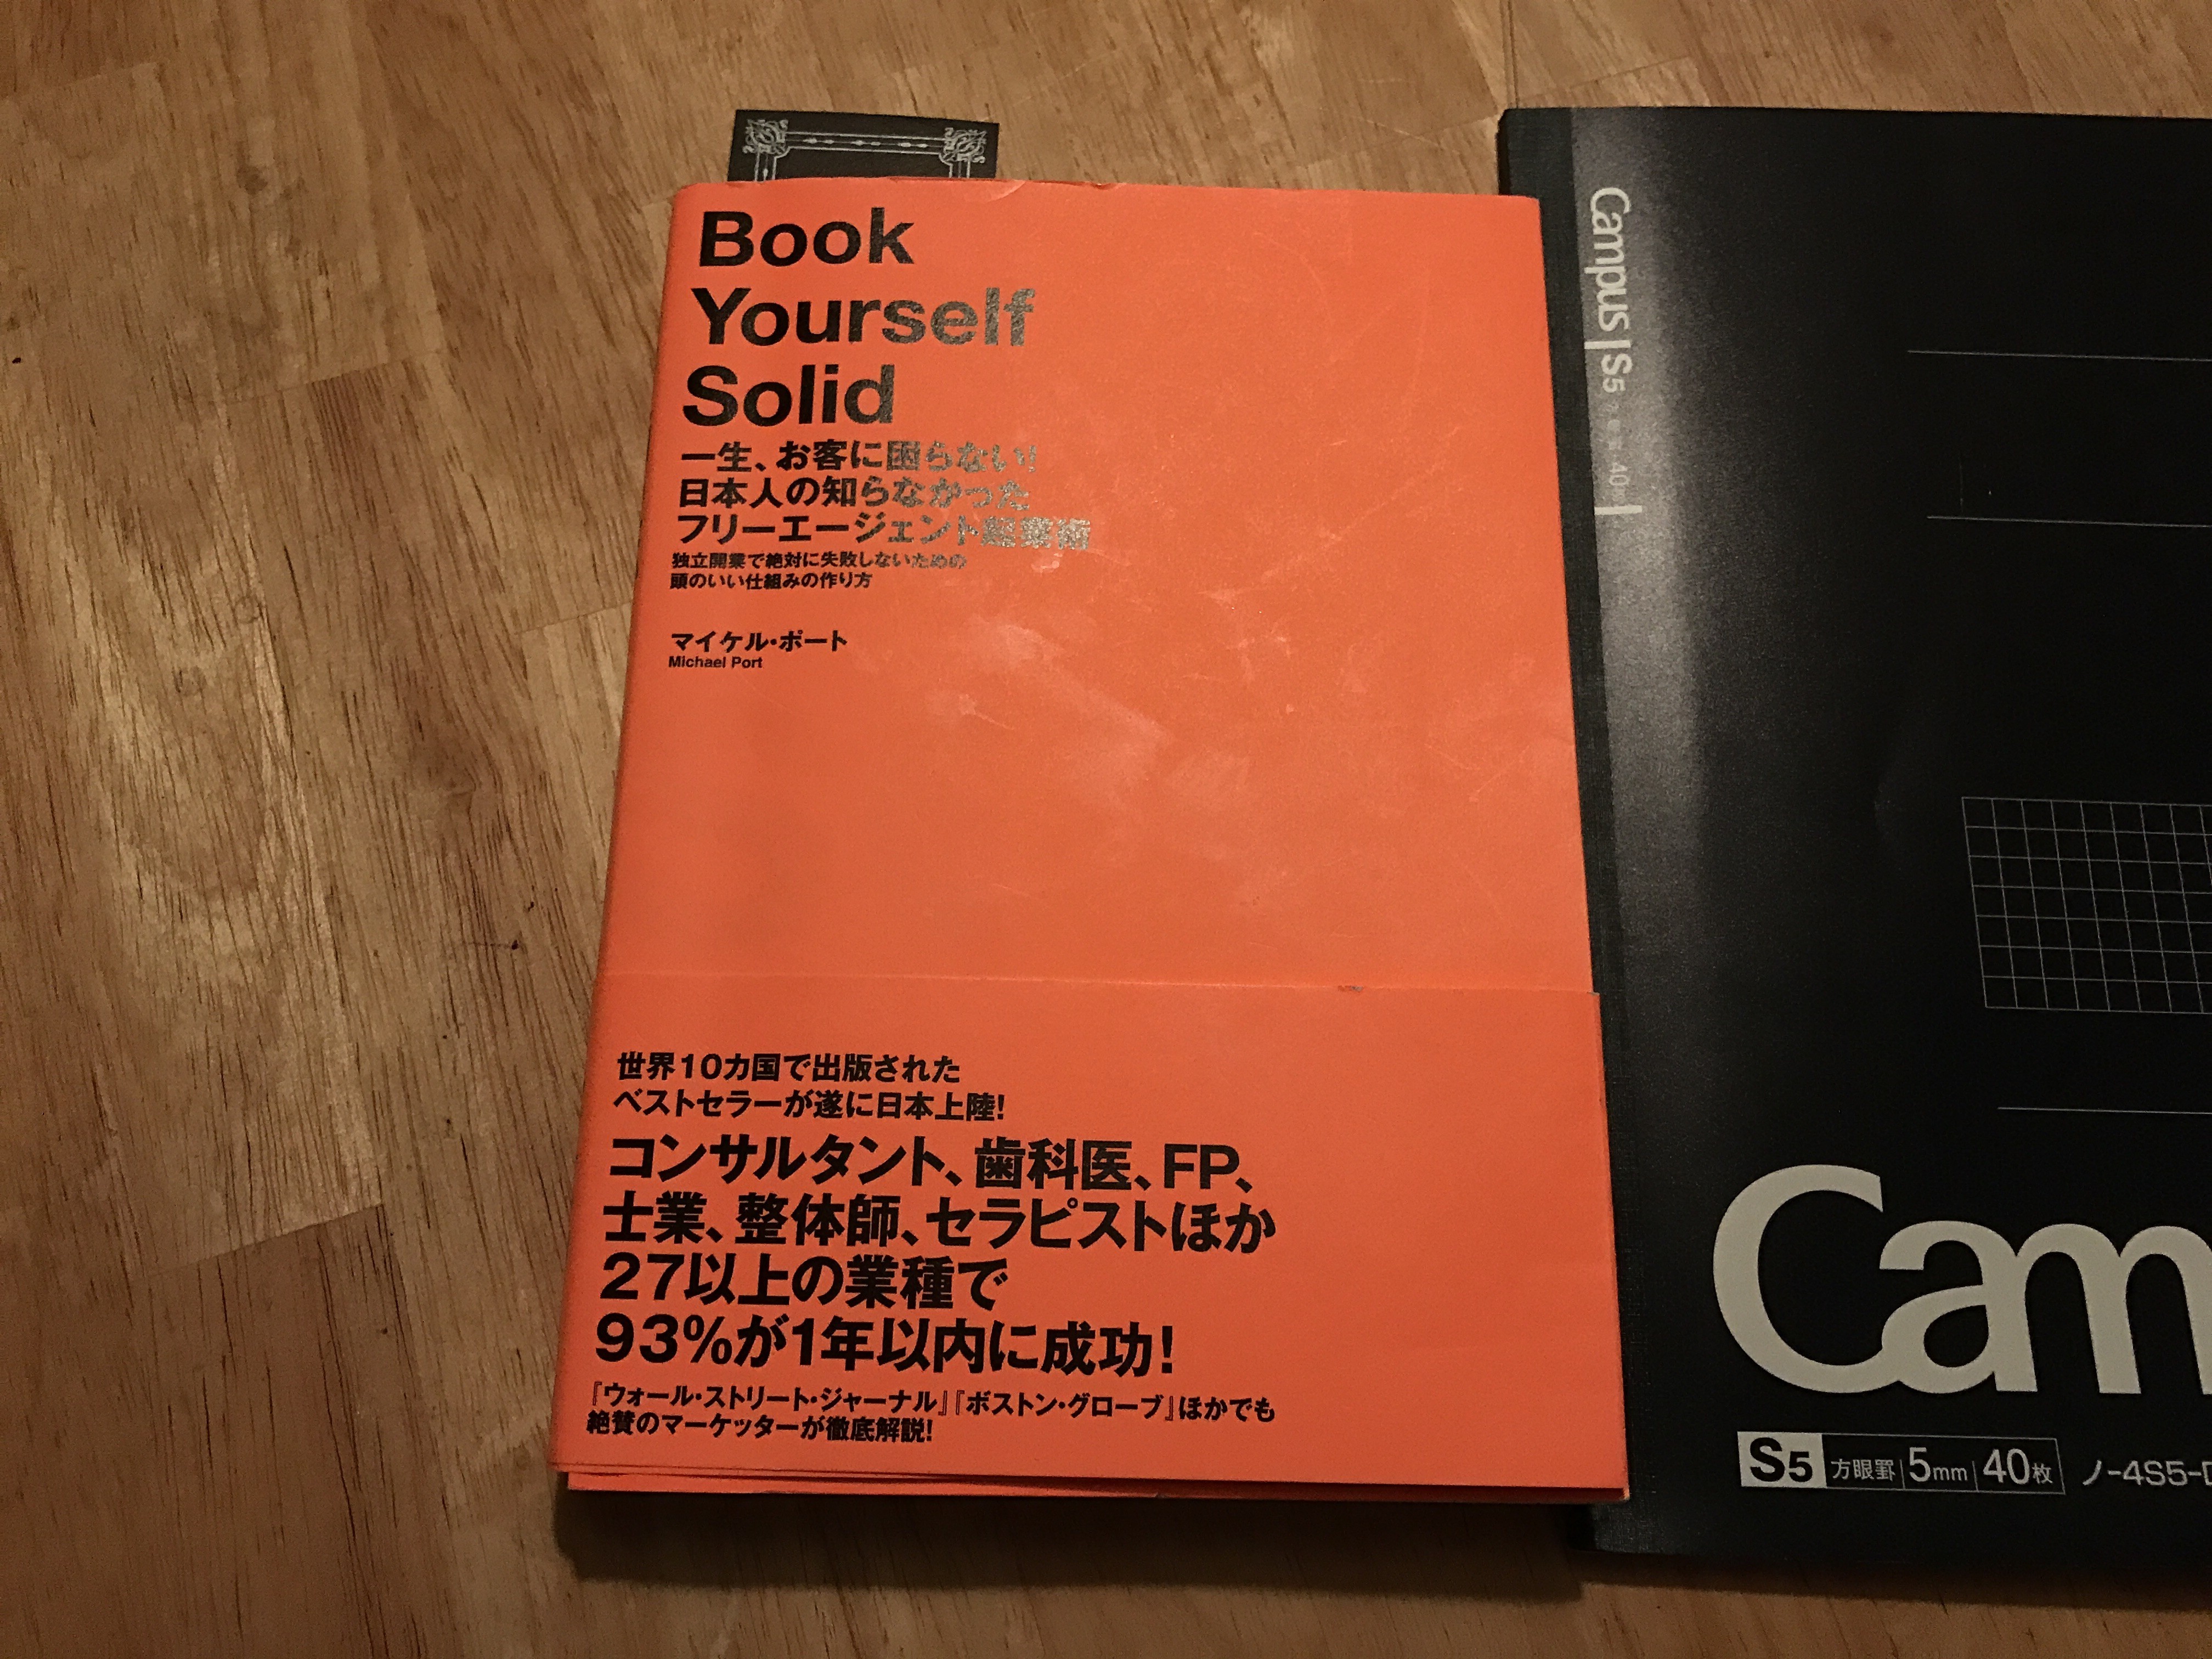 Book
Yourself
Solid
一生、お客に困らない!
日本人の知らなかった
フリーエージェント起業術
独立開業で絶対に失敗しないための
頭のいい仕組みの作り方
マイケル・ポート
Michael Port
世界10カ国で出版された
ベストセラーが遂に日本上陸!
コンサルタント、歯科医、FP、
士業、整体師、セラピストほか
27以上の業種で
93%が1年以内に成功!
『ウォール・ストリート・ジャーナル』『ボストン・グローブ』ほかでも
絶賛のマーケッターが徹底解説!
Campus S5
Cam
S5 方眼罫 5mm 40枚 ノ-4S5-D